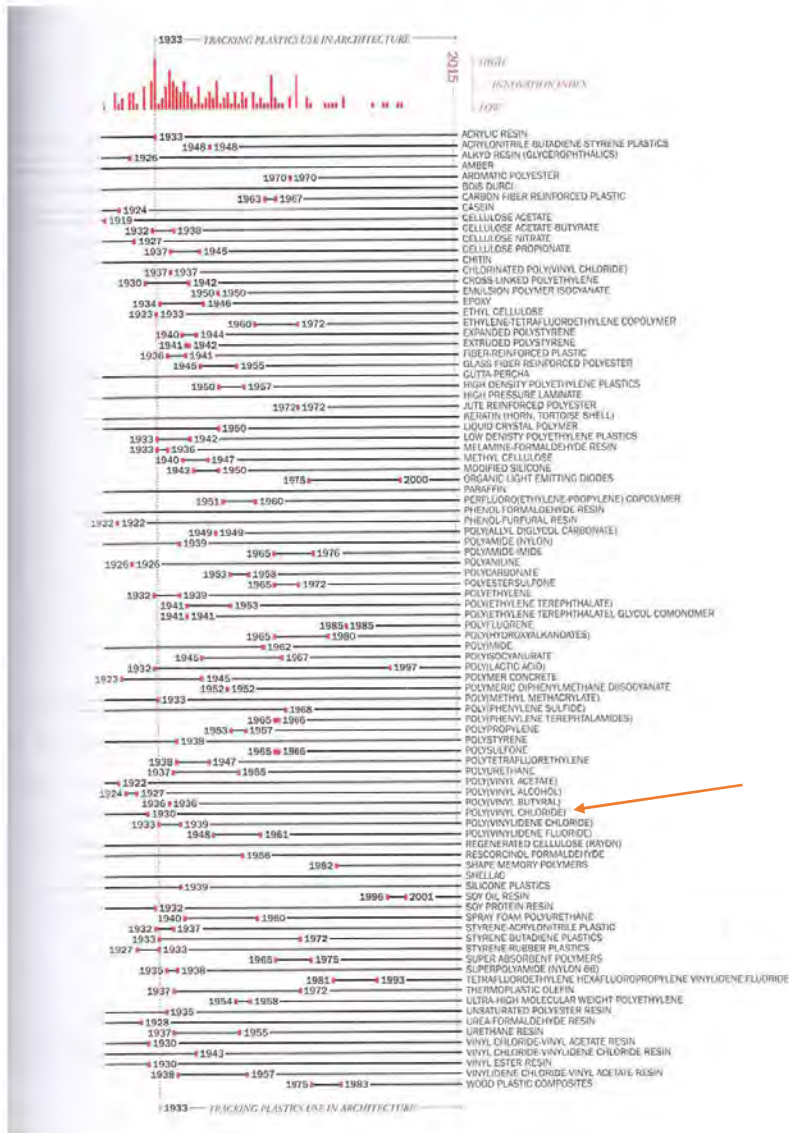 1933 — TRACKING PLASTICS USE IN ARCHITECTURE
2015
HIGH
INNOVATION INDEX
LOW
1933 ACRYLIC RESIN
1948 1948 ACRYLONITRILE BUTADIENE STYRENE PLASTICS
1926 ALKYD RESIN (GLYCEROPHTHALICS)
AMBER
1970 1970 AROMATIC POLYESTER
BOIS DURCI
1963 1967 CARBON FIBER REINFORCED PLASTIC
1924 CASEIN
1919 CELLULOSE ACETATE
1932 1938 CELLULOSE ACETATE-BUTYRATE
1927 CELLULOSE NITRATE
1937 1945 CELLULOSE PROPIONATE
CHITIN
1937 1937 CHLORINATED POLY(VINYL CHLORIDE)
1930 1942 CROSS-LINKED POLYETHYLENE
1950 1950 EMULSION POLYMER ISOCYANATE
1934 1946 EPOXY
1933 1933 ETHYL CELLULOSE
1960 1972 ETHYLENE-TETRAFLUOROETHYLENE COPOLYMER
1940 1944 EXPANDED POLYSTYRENE
1941 1942 EXTRUDED POLYSTYRENE
1936 1941 FIBER-REINFORCED PLASTIC
1945 1955 GLASS FIBER REINFORCED POLYESTER
GUTTA-PERCHA
1950 1957 HIGH DENSITY POLYETHYLENE PLASTICS
HIGH PRESSURE LAMINATE
1972 1972 JUTE REINFORCED POLYESTER
KERATIN (HORN, TORTOISE SHELL)
1950 LIQUID CRYSTAL POLYMER
1933 1942 LOW DENISTY POLYETHYLENE PLASTICS
1933 1936 MELAMINE-FORMALDEHYDE RESIN
1940 1947 METHYL CELLULOSE
1943 1950 MODIFIED SILICONE
1975 2000 ORGANIC LIGHT EMITTING DIODES
PARAFFIN
1951 1960 PERFLUORO(ETHYLENE-PROPYLENE) COPOLYMER
PHENOL FORMALDEHYDE RESIN
1922 1922 PHENOL-FURFURAL RESIN
1949 1949 POLY(ALLYL DIGLYCOL CARBONATE)
1939 POLYAMIDE (NYLON)
1965 1976 POLYAMIDE-IMIDE
1926 1926 POLYANILINE
1953 1953 POLYCARBONATE
1965 1972 POLYESTERSULFONE
1932 1939 POLYETHYLENE
1941 1953 POLY(ETHYLENE TEREPHTHALATE)
1941 1941 POLY(ETHYLENE TEREPHTHALATE), GLYCOL COMONOMER
1985 1985 POLYFLUORENE
1965 1980 POLY(HYDROXYALKANOATES)
1962 POLYIMIDE
1945 1967 POLYISOCYANURATE
1932 1997 POLY(LACTIC ACID)
1923 1945 POLYMER CONCRETE
1952 1952 POLYMERIC DIPHENYLMETHANE DIISOCYANATE
1933 POLY(METHYL METHACRYLATE)
1968 POLY(PHENYLENE SULFIDE)
1965 1966 POLY(PHENYLENE TEREPHTALAMIDES)
1953 1957 POLYPROPYLENE
1938 POLYSTYRENE
1965 1966 POLYSULFONE
1938 1947 POLYTETRAFLUORETHYLENE
1937 1955 POLYURETHANE
1922 POLY(VINYL ACETATE)
1924 1927 POLY(VINYL ALCOHOL)
1936 1936 POLY(VINYL BUTYRAL)
1930 POLY(VINYL CHLORIDE)
1933 1939 POLY(VINYLIDENE CHLORIDE)
1948 1961 POLY(VINYLIDENE FLUORIDE)
REGENERATED CELLULOSE (RAYON)
1956 RESCORCINOL FORMALDEHYDE
1982 SHAPE MEMORY POLYMERS
SHELLAC
1939 SILICONE PLASTICS
1996 2001 SOY OIL RESIN
1932 SOY PROTEIN RESIN
1940 1960 SPRAY FOAM POLYURETHANE
1932 1937 STYRENE-ACRYLONITRILE PLASTIC
1933 1972 STYRENE BUTADIENE PLASTICS
1927 1933 STYRENE-RUBBER PLASTICS
1965 1975 SUPER ABSORBENT POLYMERS
1935 1938 SUPERPOLYAMIDE (NYLON 66)
1981 1993 TETRAFLUOROETHYLENE HEXAFLUOROPROPYLENE VINYLIDENE FLUORIDE
1937 1972 THERMOPLASTIC OLEFIN
1954 1958 ULTRA-HIGH MOLECULAR WEIGHT POLYETHYLENE
1935 UNSATURATED POLYESTER RESIN
1928 UREA-FORMALDEHYDE RESIN
1937 1955 URETHANE RESIN
1930 VINYL CHLORIDE-VINYL ACETATE RESIN
1943 VINYL CHLORIDE-VINYLIDENE CHLORIDE RESIN
1930 VINYL ESTER RESIN
1938 1957 VINYLIDENE CHLORIDE-VINYL ACETATE RESIN
1975 1983 WOOD PLASTIC COMPOSITES
1933 — TRACKING PLASTICS USE IN ARCHITECTURE